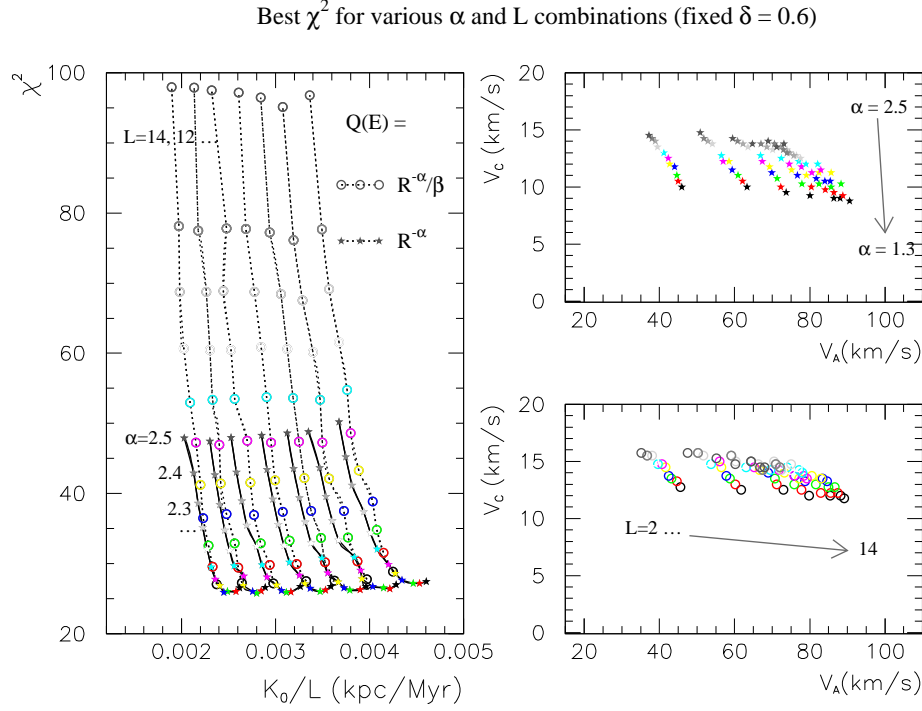 Best χ² for various α and L combinations (fixed δ = 0.6)
χ²
100
80
60
40
20
L=14, 12 ...
Q(E) =
R^-α/β
R^-α
α=2.5
2.4
2.3
....
0.002
0.003
0.004
0.005
K₀/L (kpc/Myr)
V_C (km/s)
20
15
10
5
0
α = 2.5
α = 1.3
20
40
60
80
100
V_A(km/s)
V_C (km/s)
20
15
10
5
0
L=2 ...
14
20
40
60
80
100
V_A(km/s)